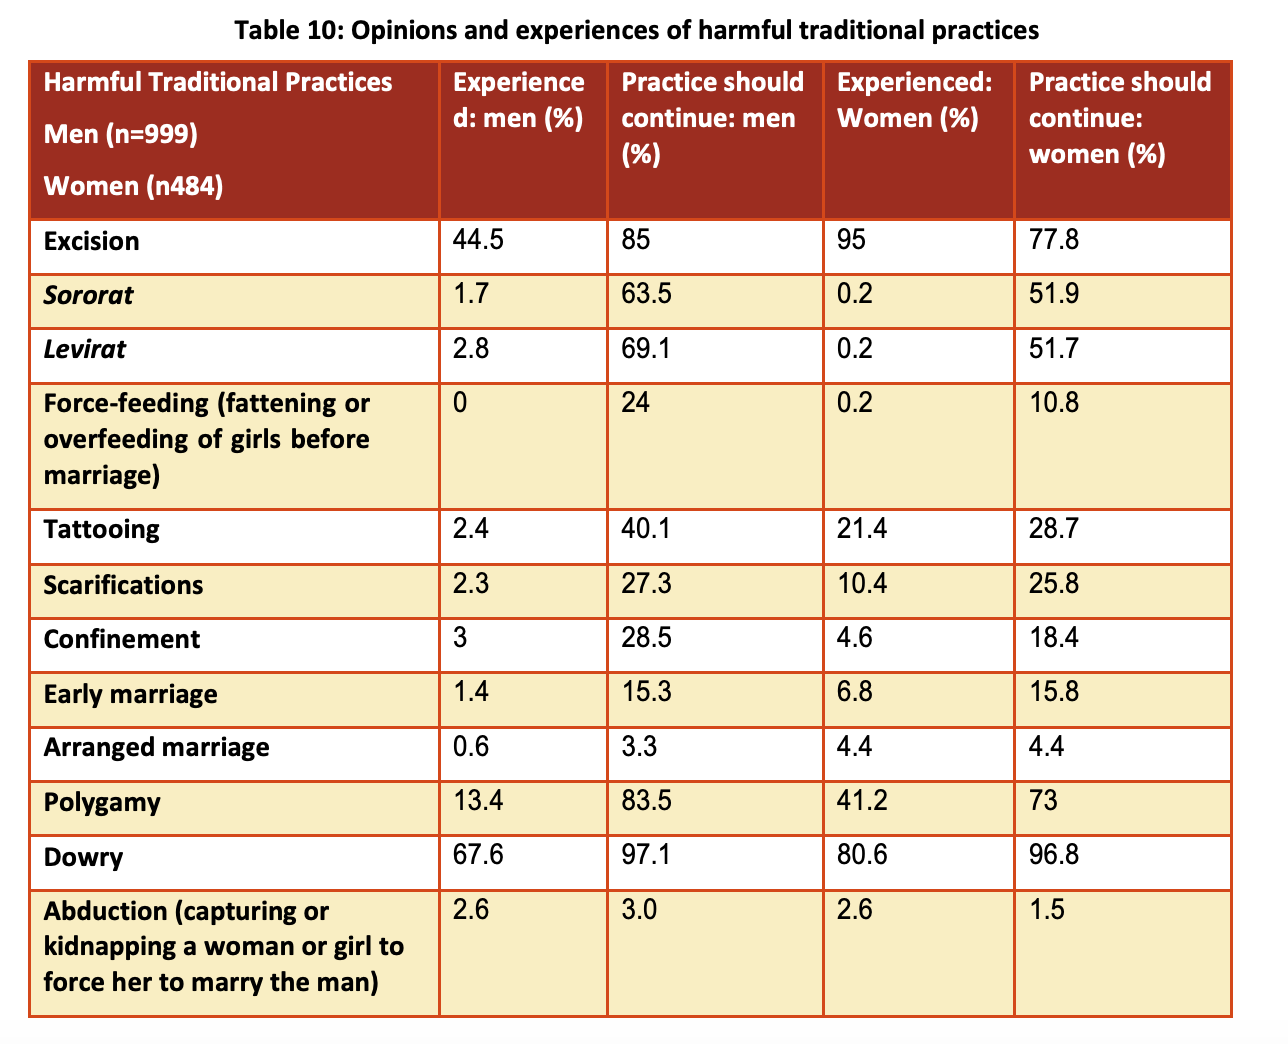 Table 10: Opinions and experiences of harmful traditional practices
Harmful Traditional Practices
Men (n=999)
Women (n484)
Experience
d: men (%)
Practice should
continue: men
(%)
Experienced:
Women (%)
Practice should
continue:
women (%)
Excision 44.5 85 95 77.8
Sororat 1.7 63.5 0.2 51.9
Levirat 2.8 69.1 0.2 51.7
Force-feeding (fattening or 0 24 0.2 10.8
overfeeding of girls before
marriage)
Tattooing 2.4 40.1 21.4 28.7
Scarifications 2.3 27.3 10.4 25.8
Confinement 3 28.5 4.6 18.4
Early marriage 1.4 15.3 6.8 15.8
Arranged marriage 0.6 3.3 4.4 4.4
Polygamy 13.4 83.5 41.2 73
Dowry 67.6 97.1 80.6 96.8
Abduction (capturing or 2.6 3.0 2.6 1.5
kidnapping a woman or girl to
force her to marry the man)